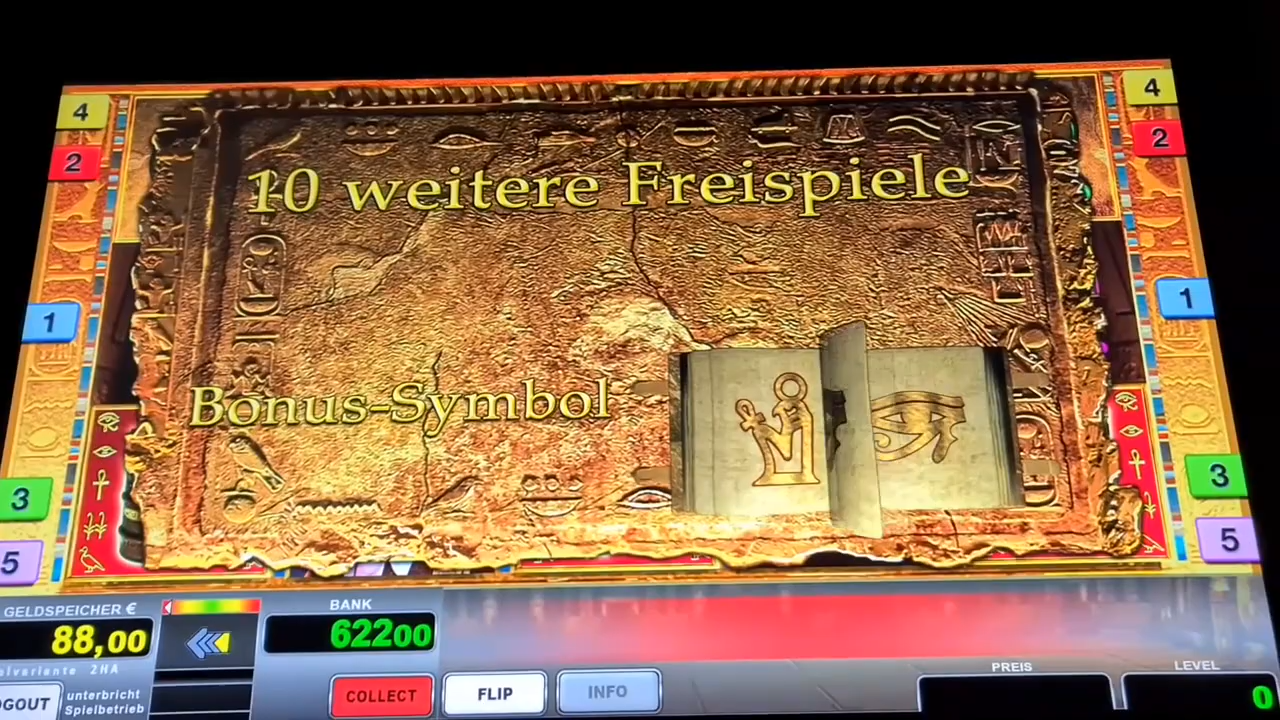 4
4
2
2
10 weitere Freispiele
1
1
Bonus-Symbol
3
3
5
5
GELDSPEICHER €
BANK
88,00
62200
2HA
PREIS
LEVEL
unterbricht
Spielbetrieb
COLLECT
FLIP
INFO
0